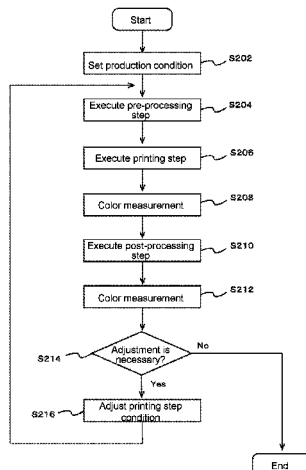 Start
Set production condition
S202
Execute pre-processing
step
S204
Execute printing step
S206
Color measurement
S208
Execute post-processing
step
S210
Color measurement
S212
Adjustment is
necessary?
S214
No
Yes
Adjust printing step
condition
S216
End